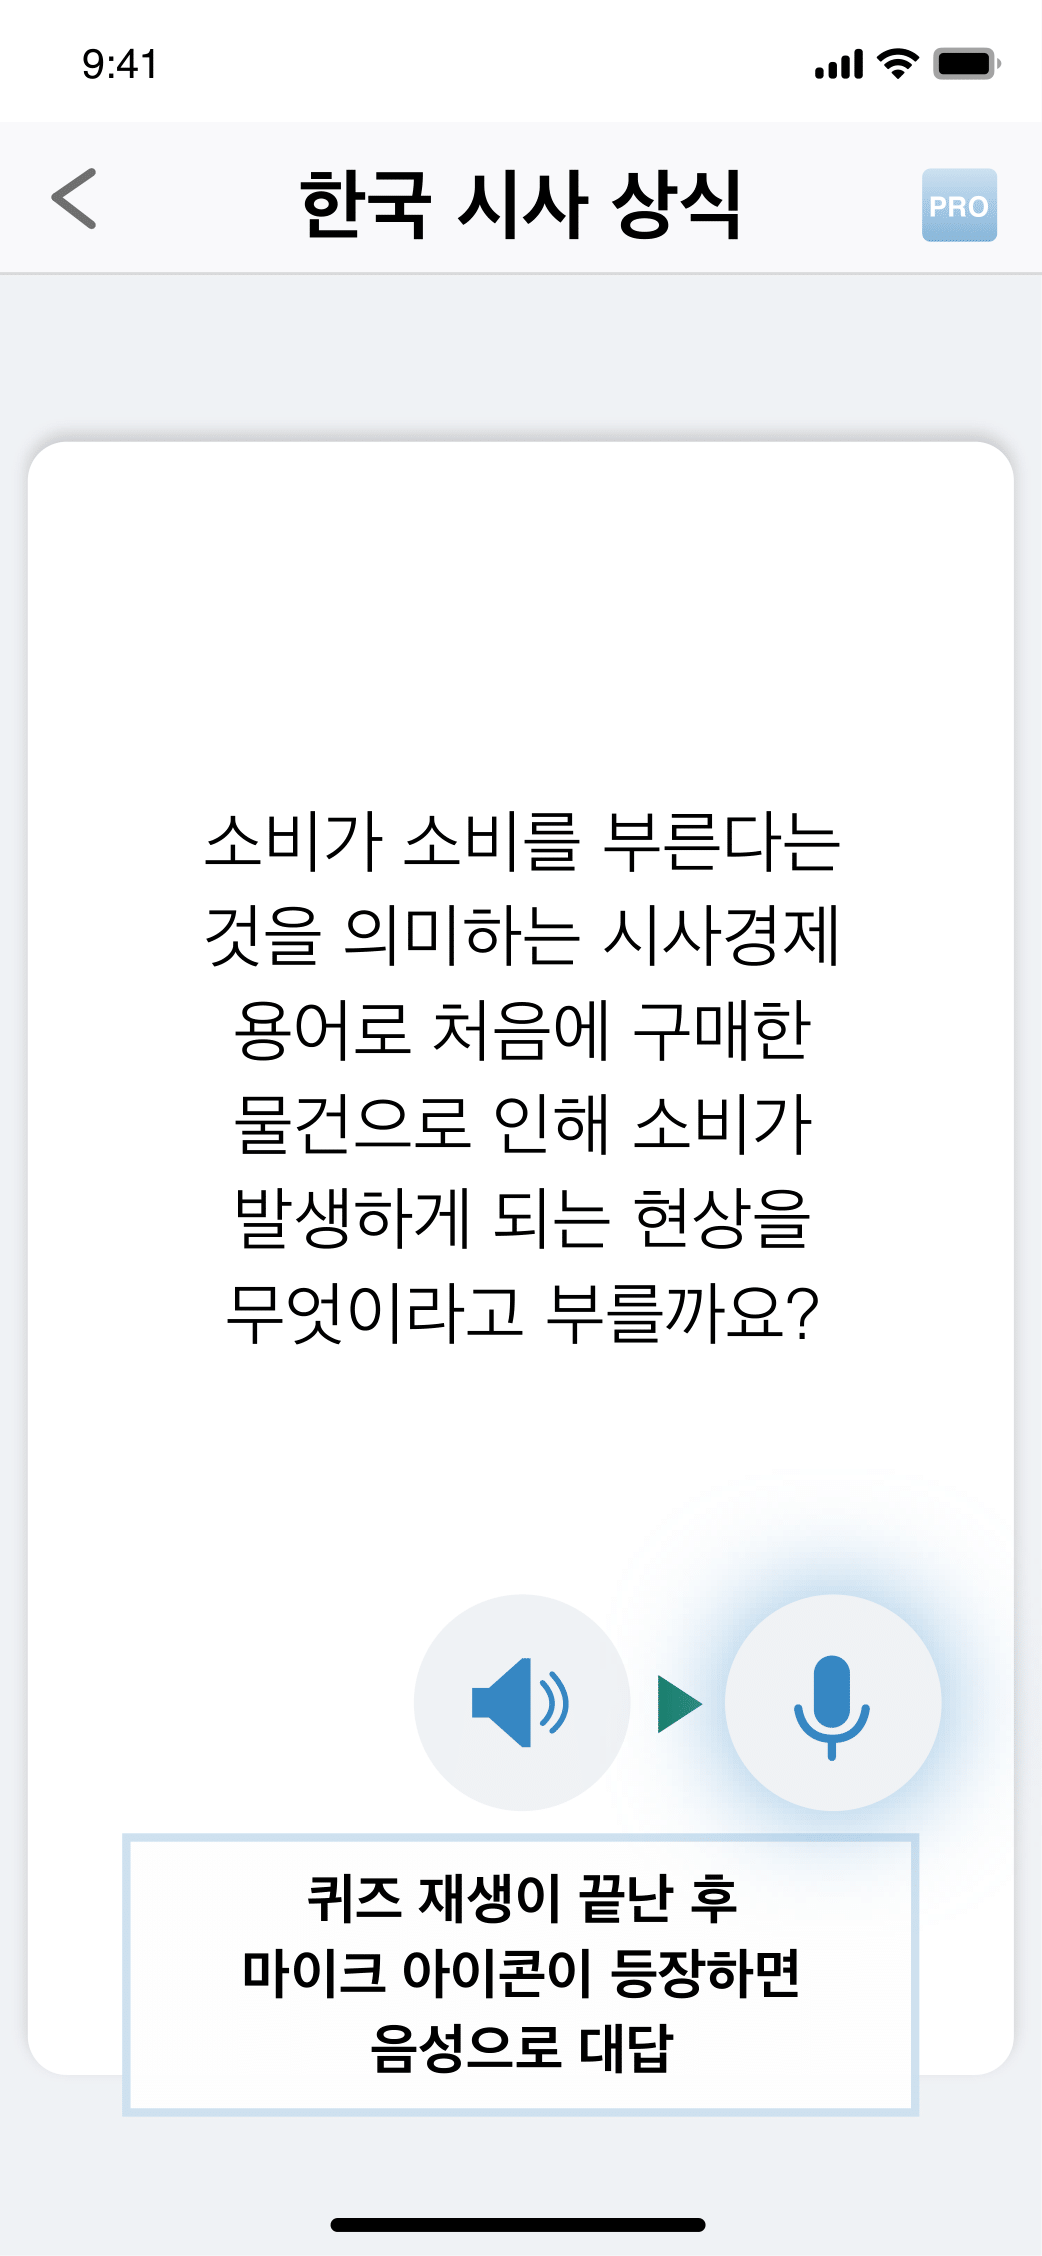 9:41
한국 시사 상식
PRO
소비가 소비를 부른다는
것을 의미하는 시사경제
용어로 처음에 구매한
물건으로 인해 소비가
발생하게 되는 현상을
무엇이라고 부를까요?
퀴즈 재생이 끝난 후
마이크 아이콘이 등장하면
음성으로 대답